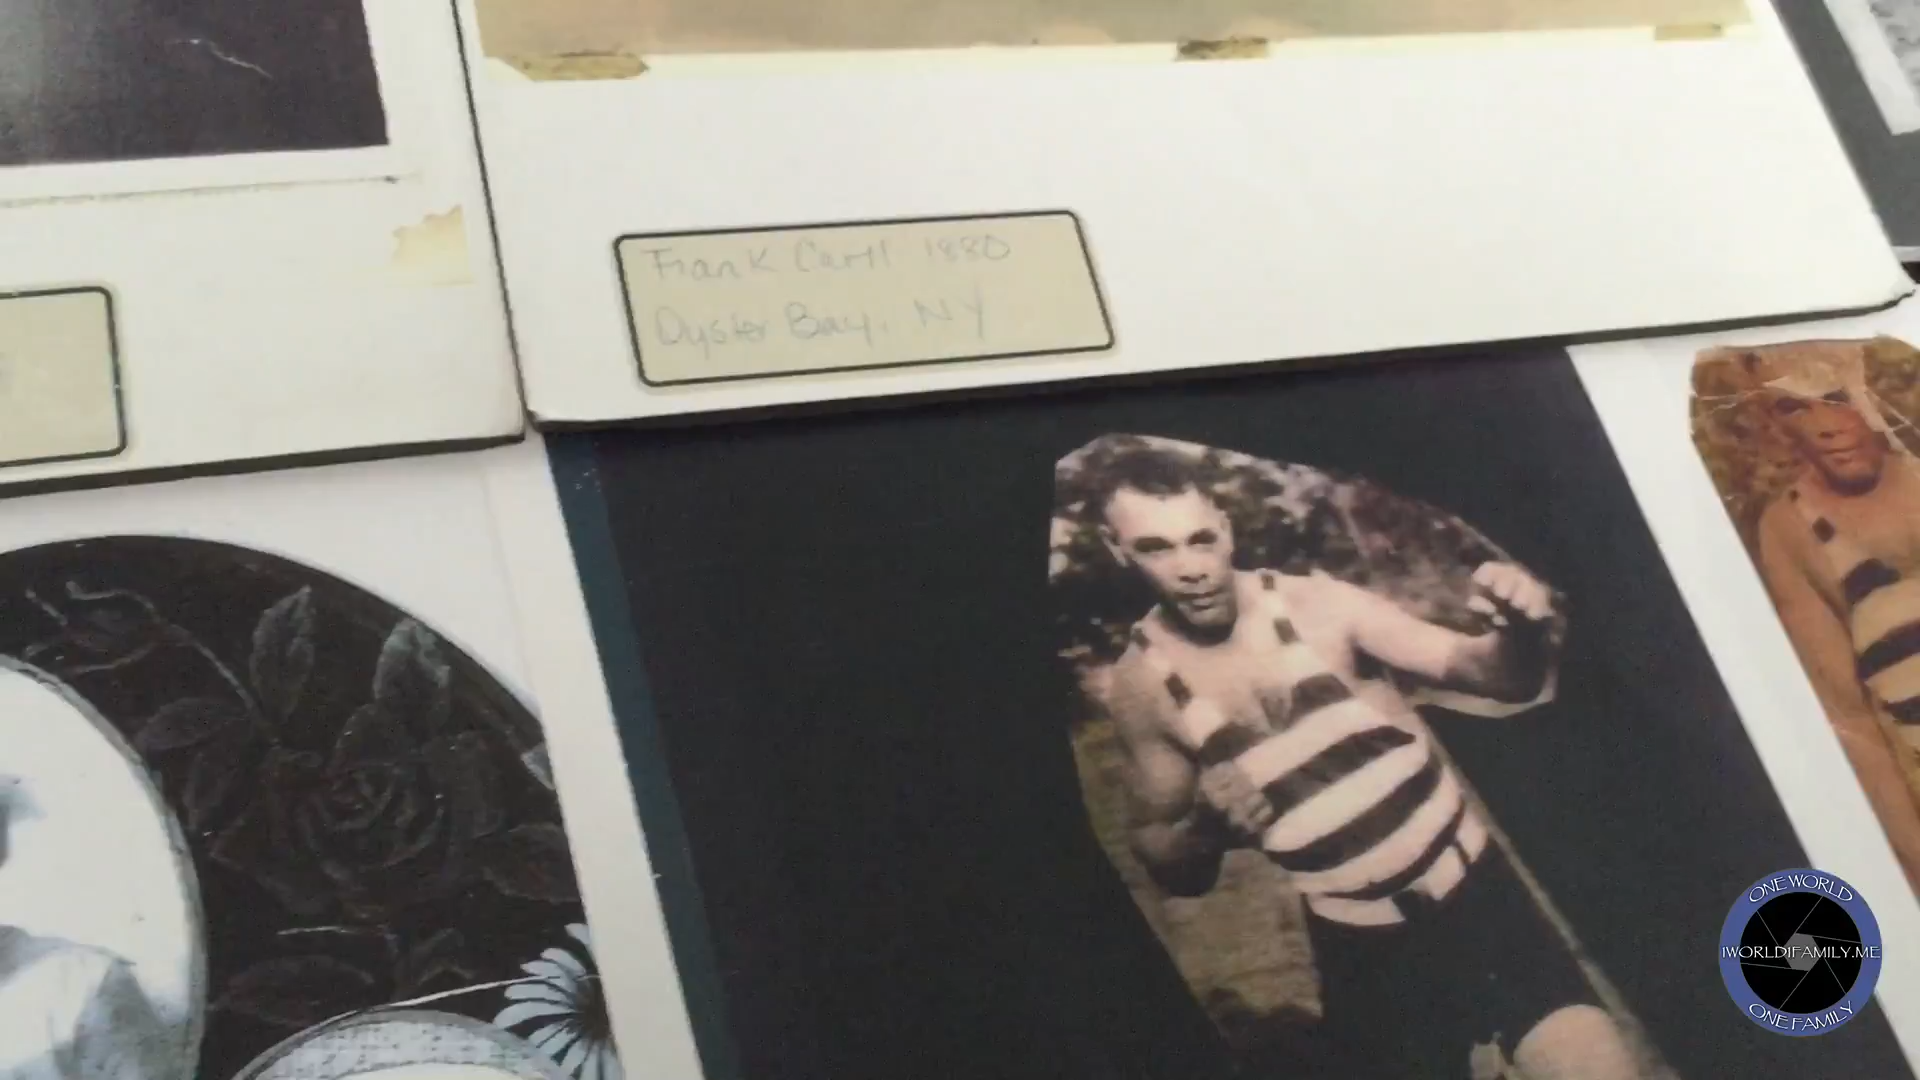 Frank Carll 1880
Oyster Bay, NY
ONE WORLD
1WORLD1FAMILY.ME
ONE FAMILY